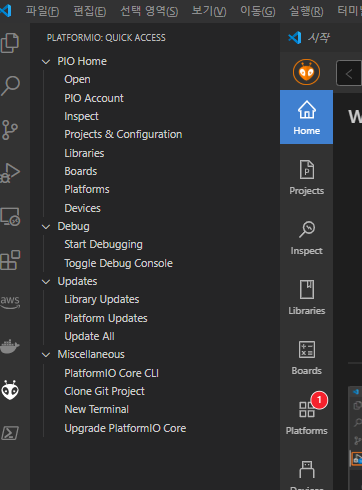 파일(F) 편집(E) 선택 영역(S) 보기(V) 이동(G) 실행(R)
PLATFORMIO: QUICK ACCESS
시작
PIO Home
Open
PIO Account
Inspect
Projects & Configuration
Libraries
Boards
Platforms
Devices
Debug
Start Debugging
Toggle Debug Console
Updates
Library Updates
Platform Updates
Update All
Miscellaneous
PlatformIO Core CLI
Clone Git Project
New Terminal
Upgrade PlatformIO Core
aws
Home
Projects
Inspect
Libraries
Boards
1
Platforms